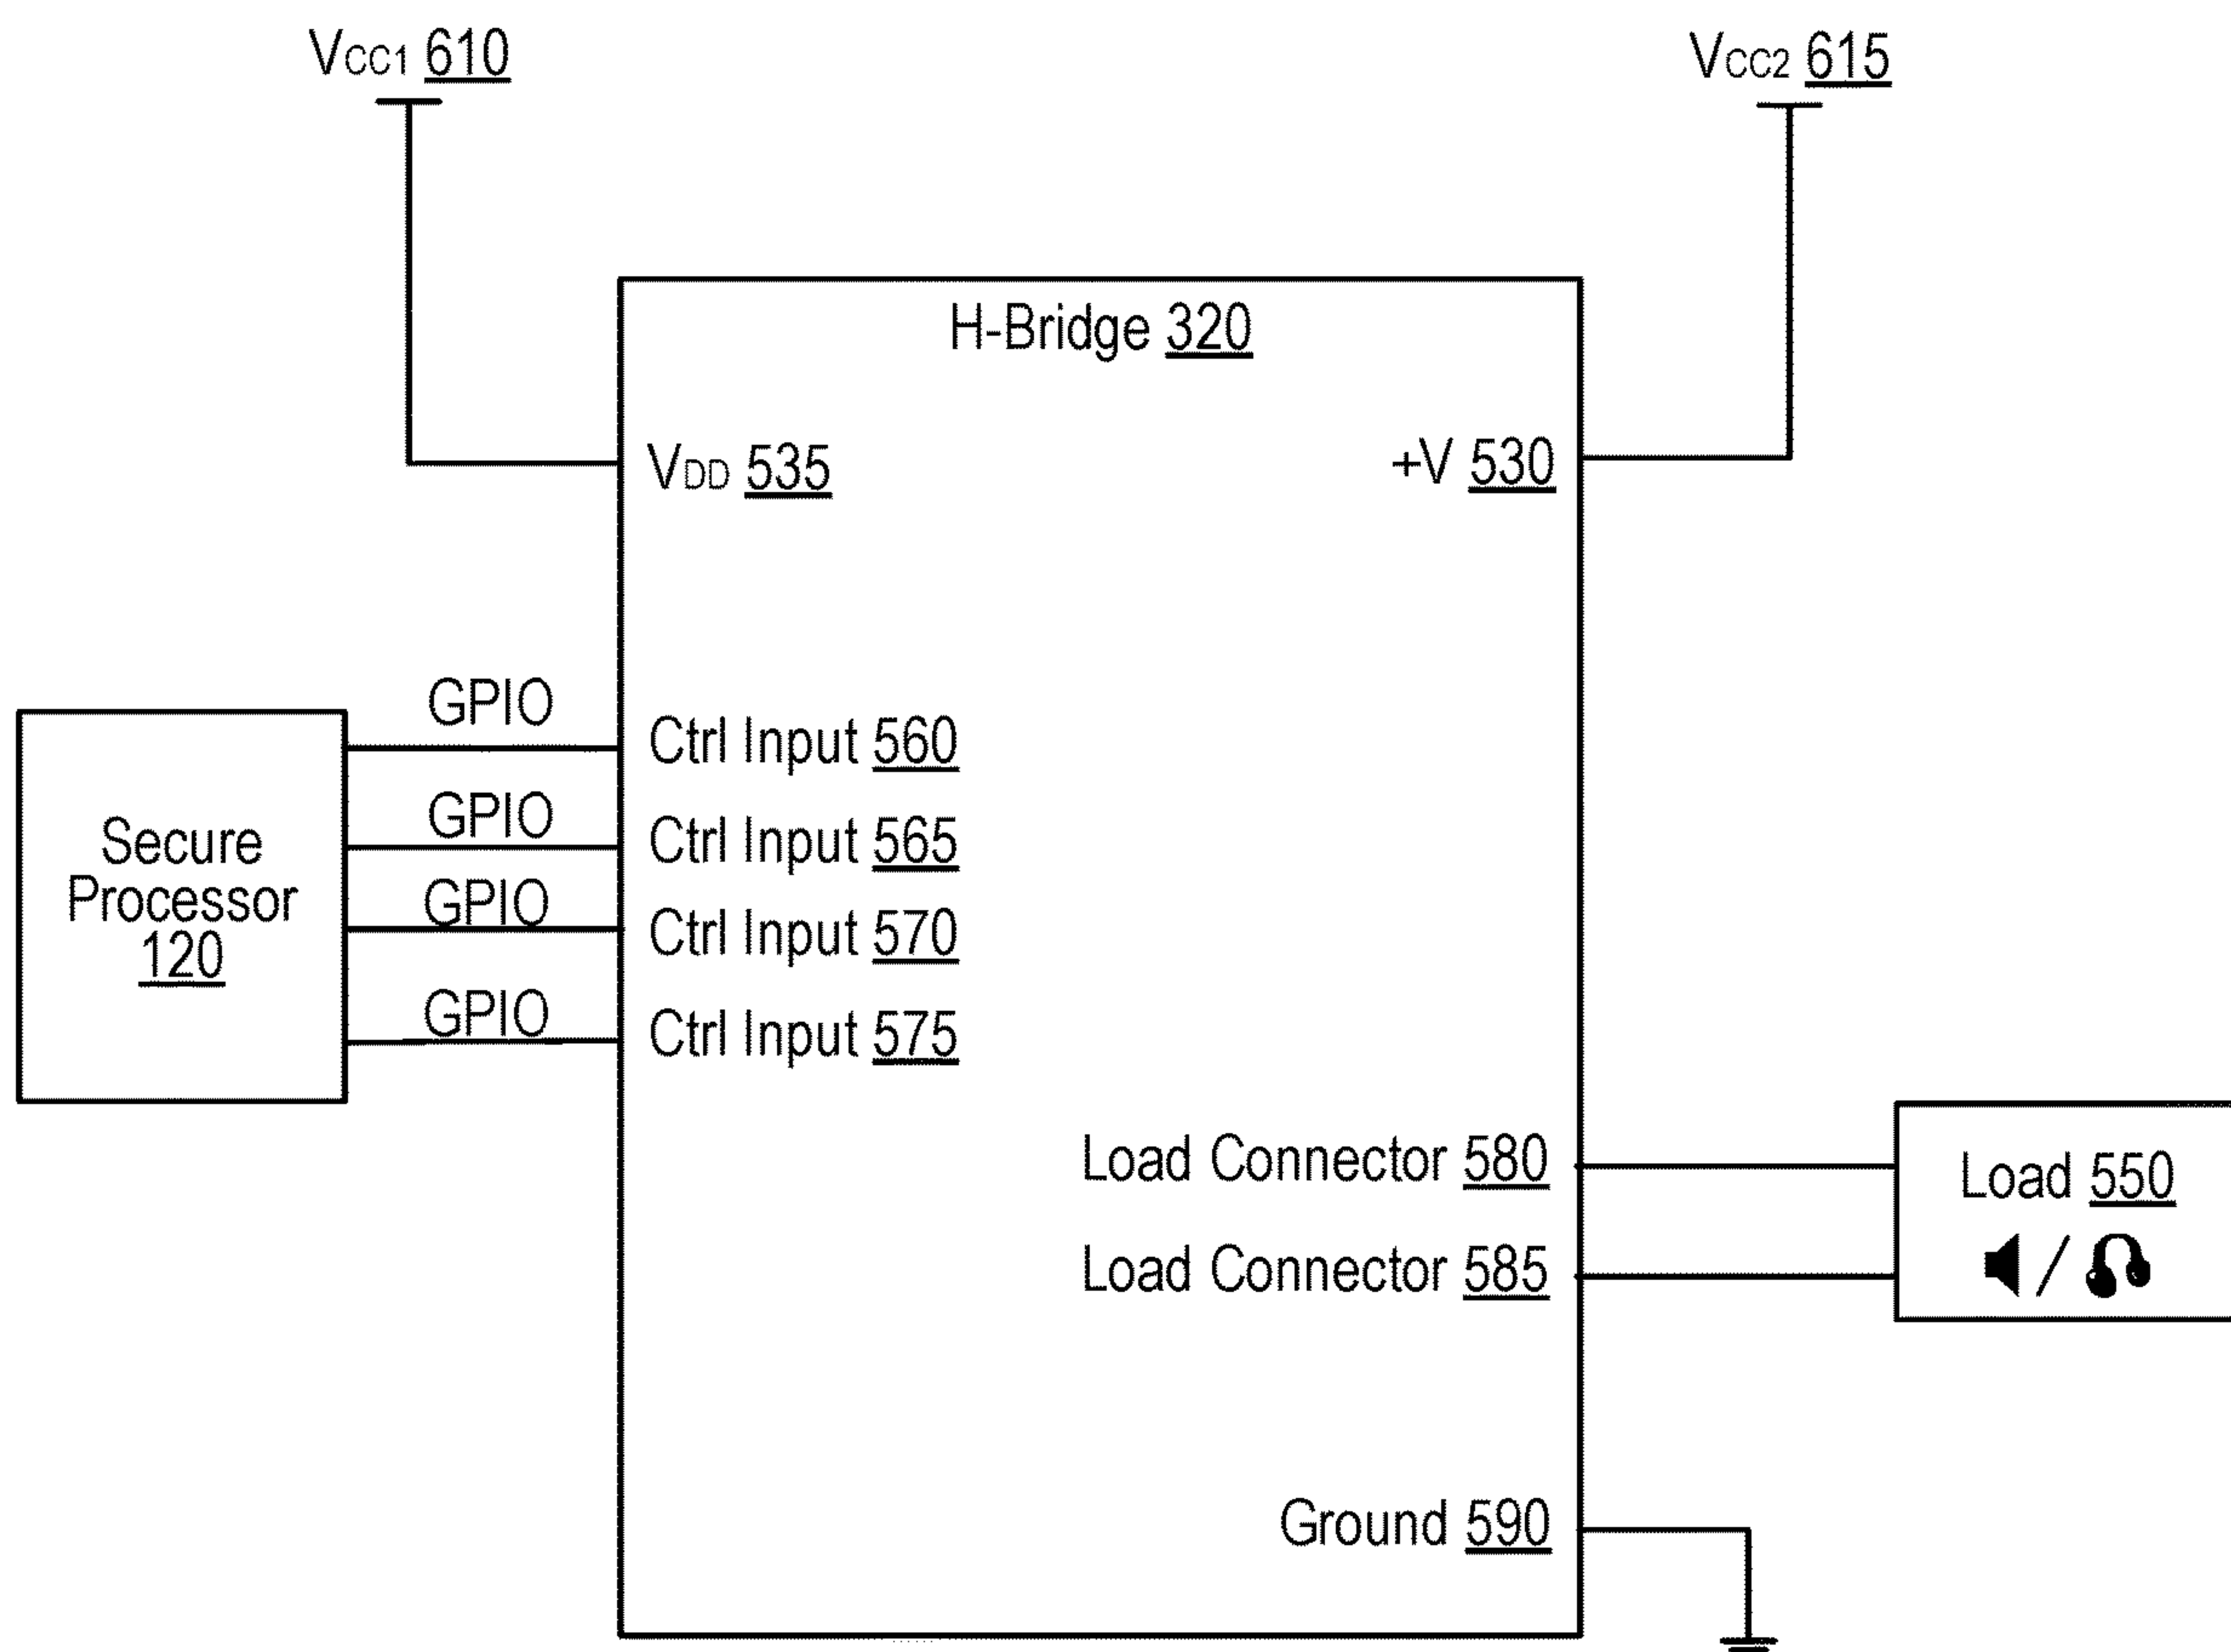 VCC1 610
VCC2 615
H-Bridge 320
VDD 535
+V 530
GPIO
Ctrl Input 560
GPIO
Ctrl Input 565
GPIO
Ctrl Input 570
GPIO
Ctrl Input 575
Secure
Processor
120
Load Connector 580
Load 550
/
Load Connector 585
Ground 590